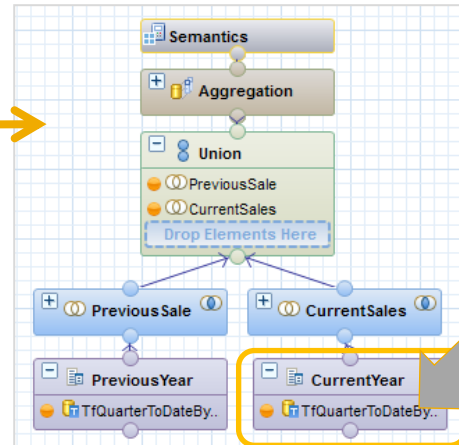 Semantics
Aggregation
Union
PreviousSale
CurrentSales
Drop Elements Here
PreviousSale
CurrentSales
PreviousYear
CurrentYear
TfQuarterToDateBy..
TfQuarterToDateBy..